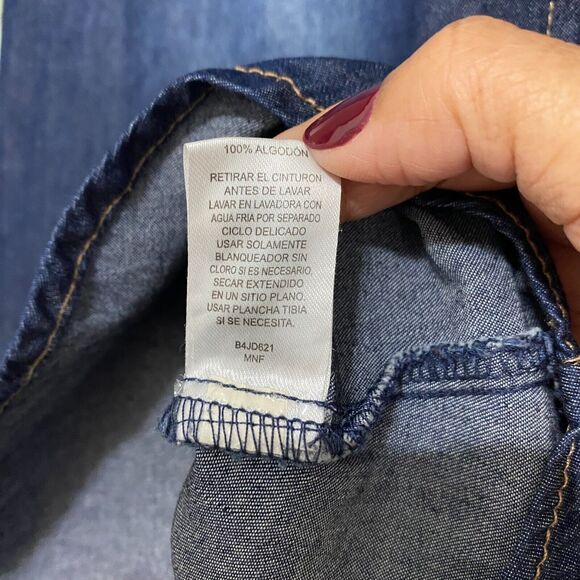 100% ALGODÓN
RETIRAR EL CINTURON
ANTES DE LAVAR
LAVAR EN LAVADORA CON
AGUA FRIA POR SEPARADO
CICLO DELICADO
USAR SOLAMENTE
BLANQUEADOR SIN
CLORO SI ES NECESARIO,
SECAR EXTENDIDO
EN UN SITIO PLANO.
USAR PLANCHA TIBIA
SI SE NECESITA.
B4JD621
MNF